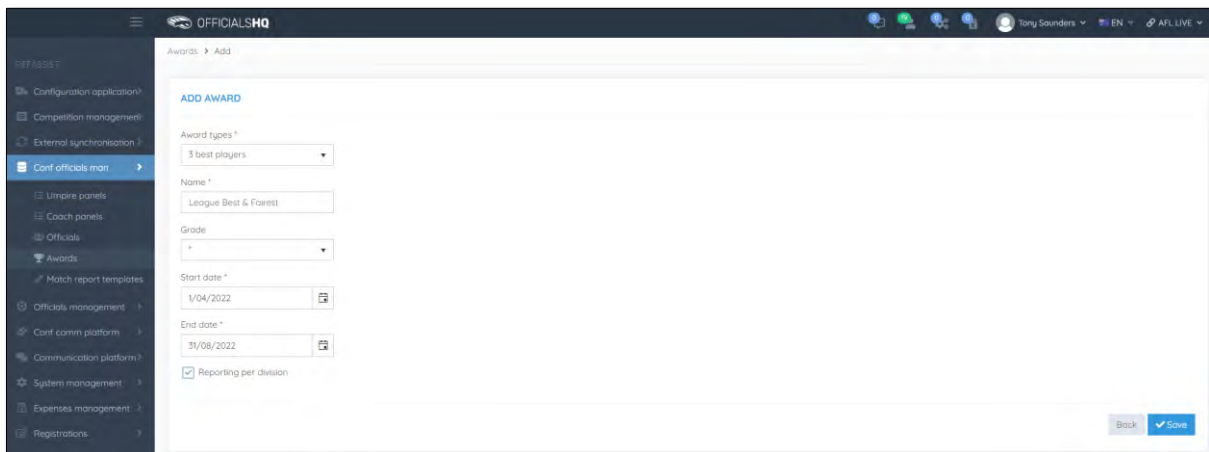 OFFICIALSHQ
Tony Saunders
EN
AFL LIVE
REFASSIST
Awards > Add
Configuration application
Competition management
External synchronisation
Conf officials man
Umpire panels
Coach panels
Officials
Awards
Match report templates
Officials management
Conf comm platform
Communication platform
System management
Expenses management
Registrations
ADD AWARD
Award types *
3 best players
Name *
League Best & Fairest
Grade
*
Start date *
1/04/2022
End date *
31/08/2022
Reporting per division
Back
Save